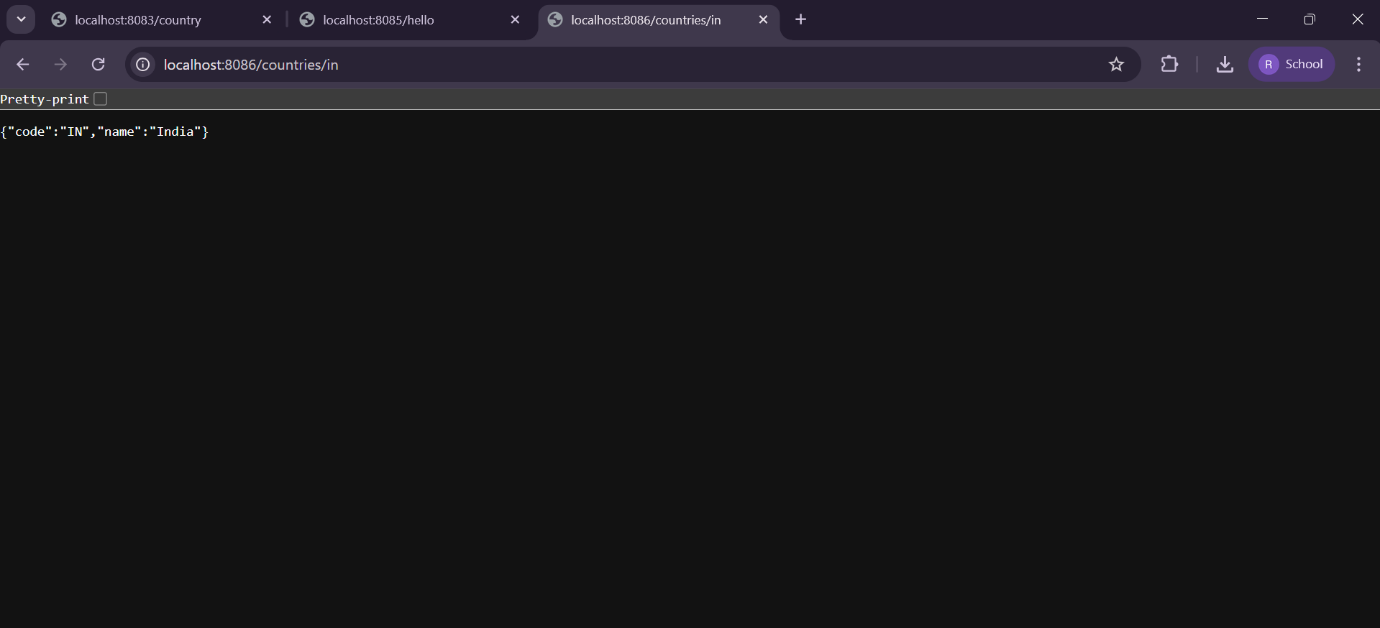 localhost:8083/country
localhost:8085/hello
localhost:8086/countries/in
localhost:8086/countries/in
R School
Pretty-print
{"code":"IN","name":"India"}